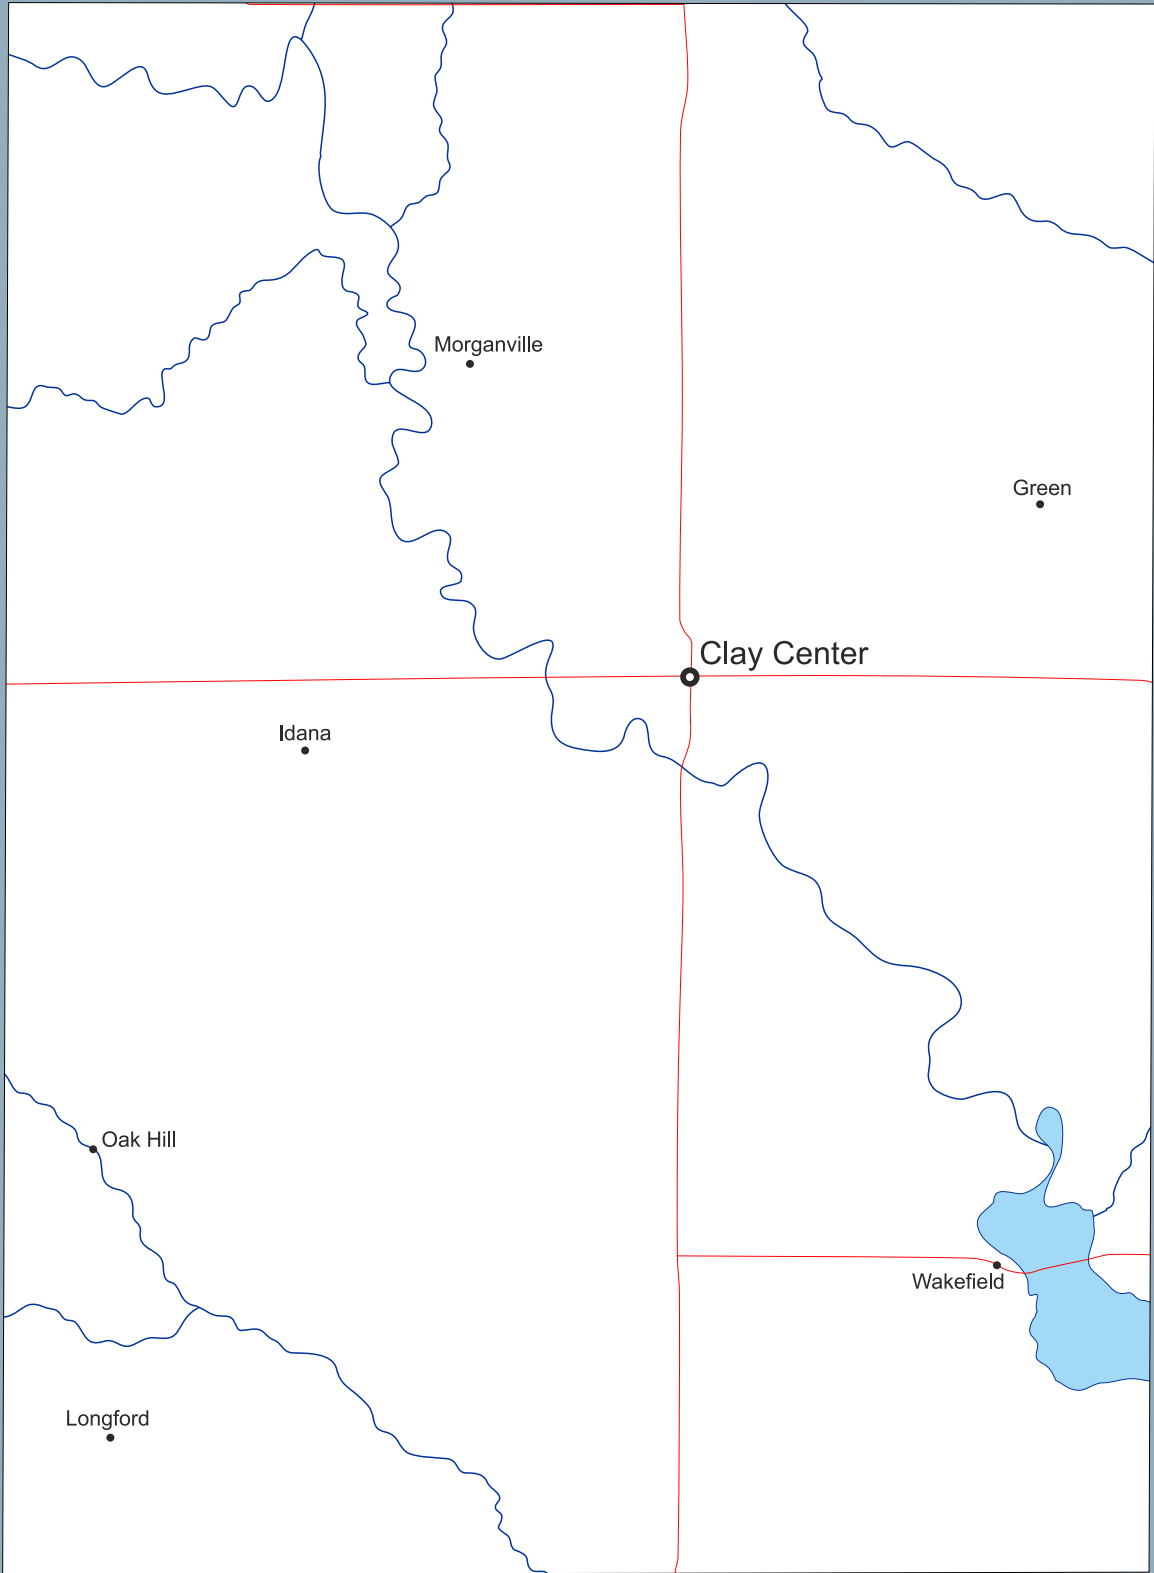 Morganville
Green
Clay Center
Idana
Oak Hill
Wakefield
Longford